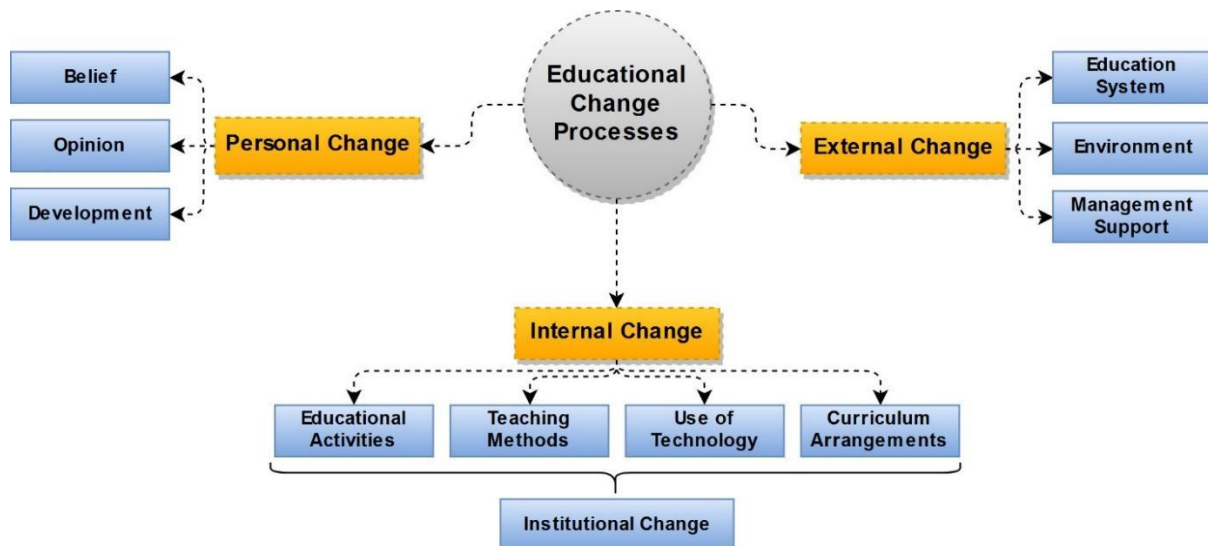 Educational
Change
Processes
Personal Change
Belief
Opinion
Development
External Change
Education
System
Environment
Management
Support
Internal Change
Educational
Activities
Teaching
Methods
Use of
Technology
Curriculum
Arrangements
Institutional Change